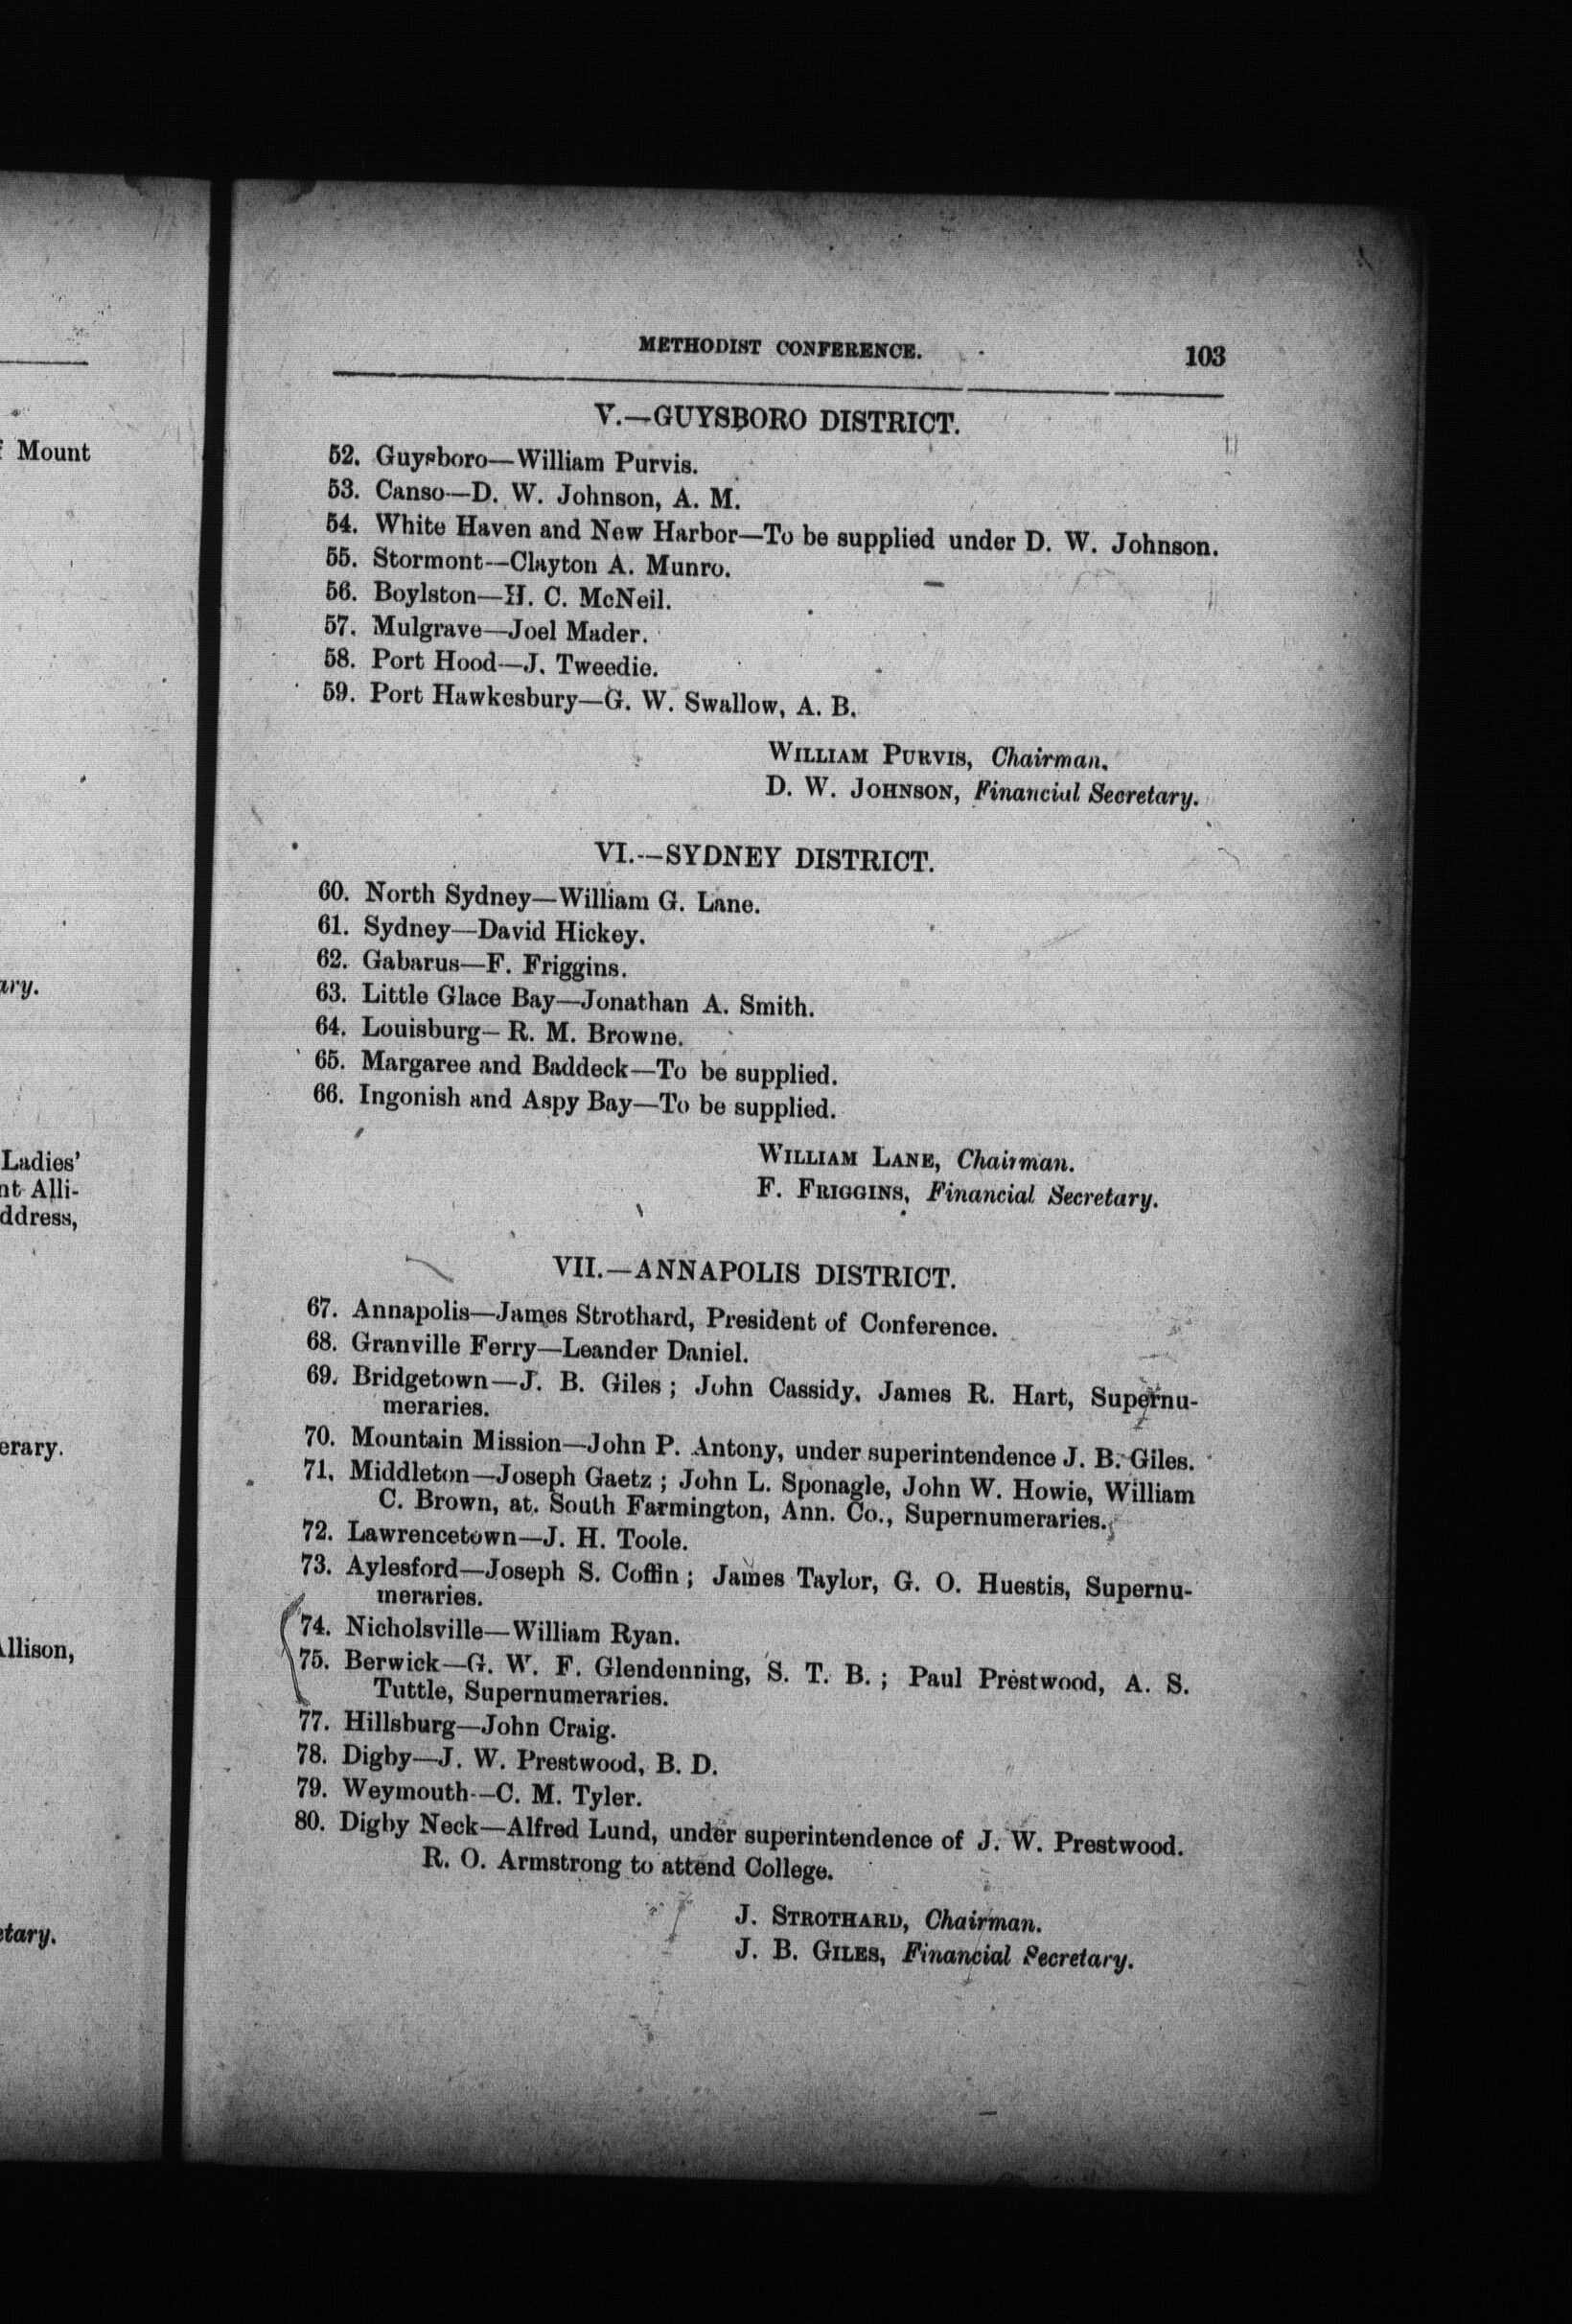 f Mount
ary.
Ladies'
nt Alli-
ddress,
erary.
Allison,
etary.
METHODIST CONFERENCE. 103
V.—GUYSBORO DISTRICT.
52. Guysboro—William Purvis.
53. Canso—D. W. Johnson, A. M.
54. White Haven and New Harbor—To be supplied under D. W. Johnson.
55. Stormont—Clayton A. Munro.
56. Boylston—H. C. McNeil.
57. Mulgrave—Joel Mader.
58. Port Hood—J. Tweedie.
59. Port Hawkesbury—G. W. Swallow, A. B.
WILLIAM PURVIS, Chairman.
D. W. JOHNSON, Financial Secretary.
VI.—SYDNEY DISTRICT.
60. North Sydney—William G. Lane.
61. Sydney—David Hickey.
62. Gabarus—F. Friggins.
63. Little Glace Bay—Jonathan A. Smith.
64. Louisburg—R. M. Browne.
65. Margaree and Baddeck—To be supplied.
66. Ingonish and Aspy Bay—To be supplied.
WILLIAM LANE, Chairman.
F. FRIGGINS, Financial Secretary.
VII.—ANNAPOLIS DISTRICT.
67. Annapolis—James Strothard, President of Conference.
68. Granville Ferry—Leander Daniel.
69. Bridgetown—J. B. Giles; John Cassidy, James R. Hart, Supernu-
meraries.
70. Mountain Mission—John P. Antony, under superintendence J. B. Giles.
71. Middleton—Joseph Gaetz; John L. Sponagle, John W. Howie, William
C. Brown, at. South Farmington, Ann. Co., Supernumeraries.
72. Lawrencetown—J. H. Toole.
73. Aylesford—Joseph S. Coffin; James Taylor, G. O. Huestis, Supernu-
meraries.
74. Nicholsville—William Ryan.
75. Berwick—G. W. F. Glendenning, S. T. B.; Paul Prestwood, A. S.
Tuttle, Supernumeraries.
77. Hillsburg—John Craig.
78. Digby—J. W. Prestwood, B. D.
79. Weymouth—C. M. Tyler.
80. Digby Neck—Alfred Lund, under superintendence of J. W. Prestwood.
R. O. Armstrong to attend College.
J. STROTHARD, Chairman.
J. B. GILES, Financial Secretary.